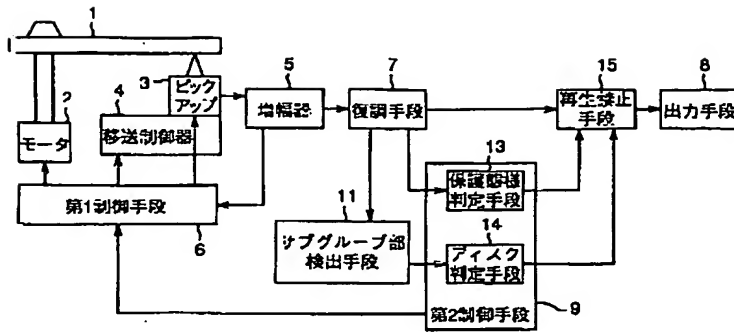 1
5
7
15
8
3
ピック
アップ
4
増幅器
復調手段
再生禁止
手段
出力手段
2
モータ
移送制御器
13
保護態様
判定手段
11
第1制御手段
6
サブグループ部
検出手段
14
ディスク
判定手段
第2制御手段
9